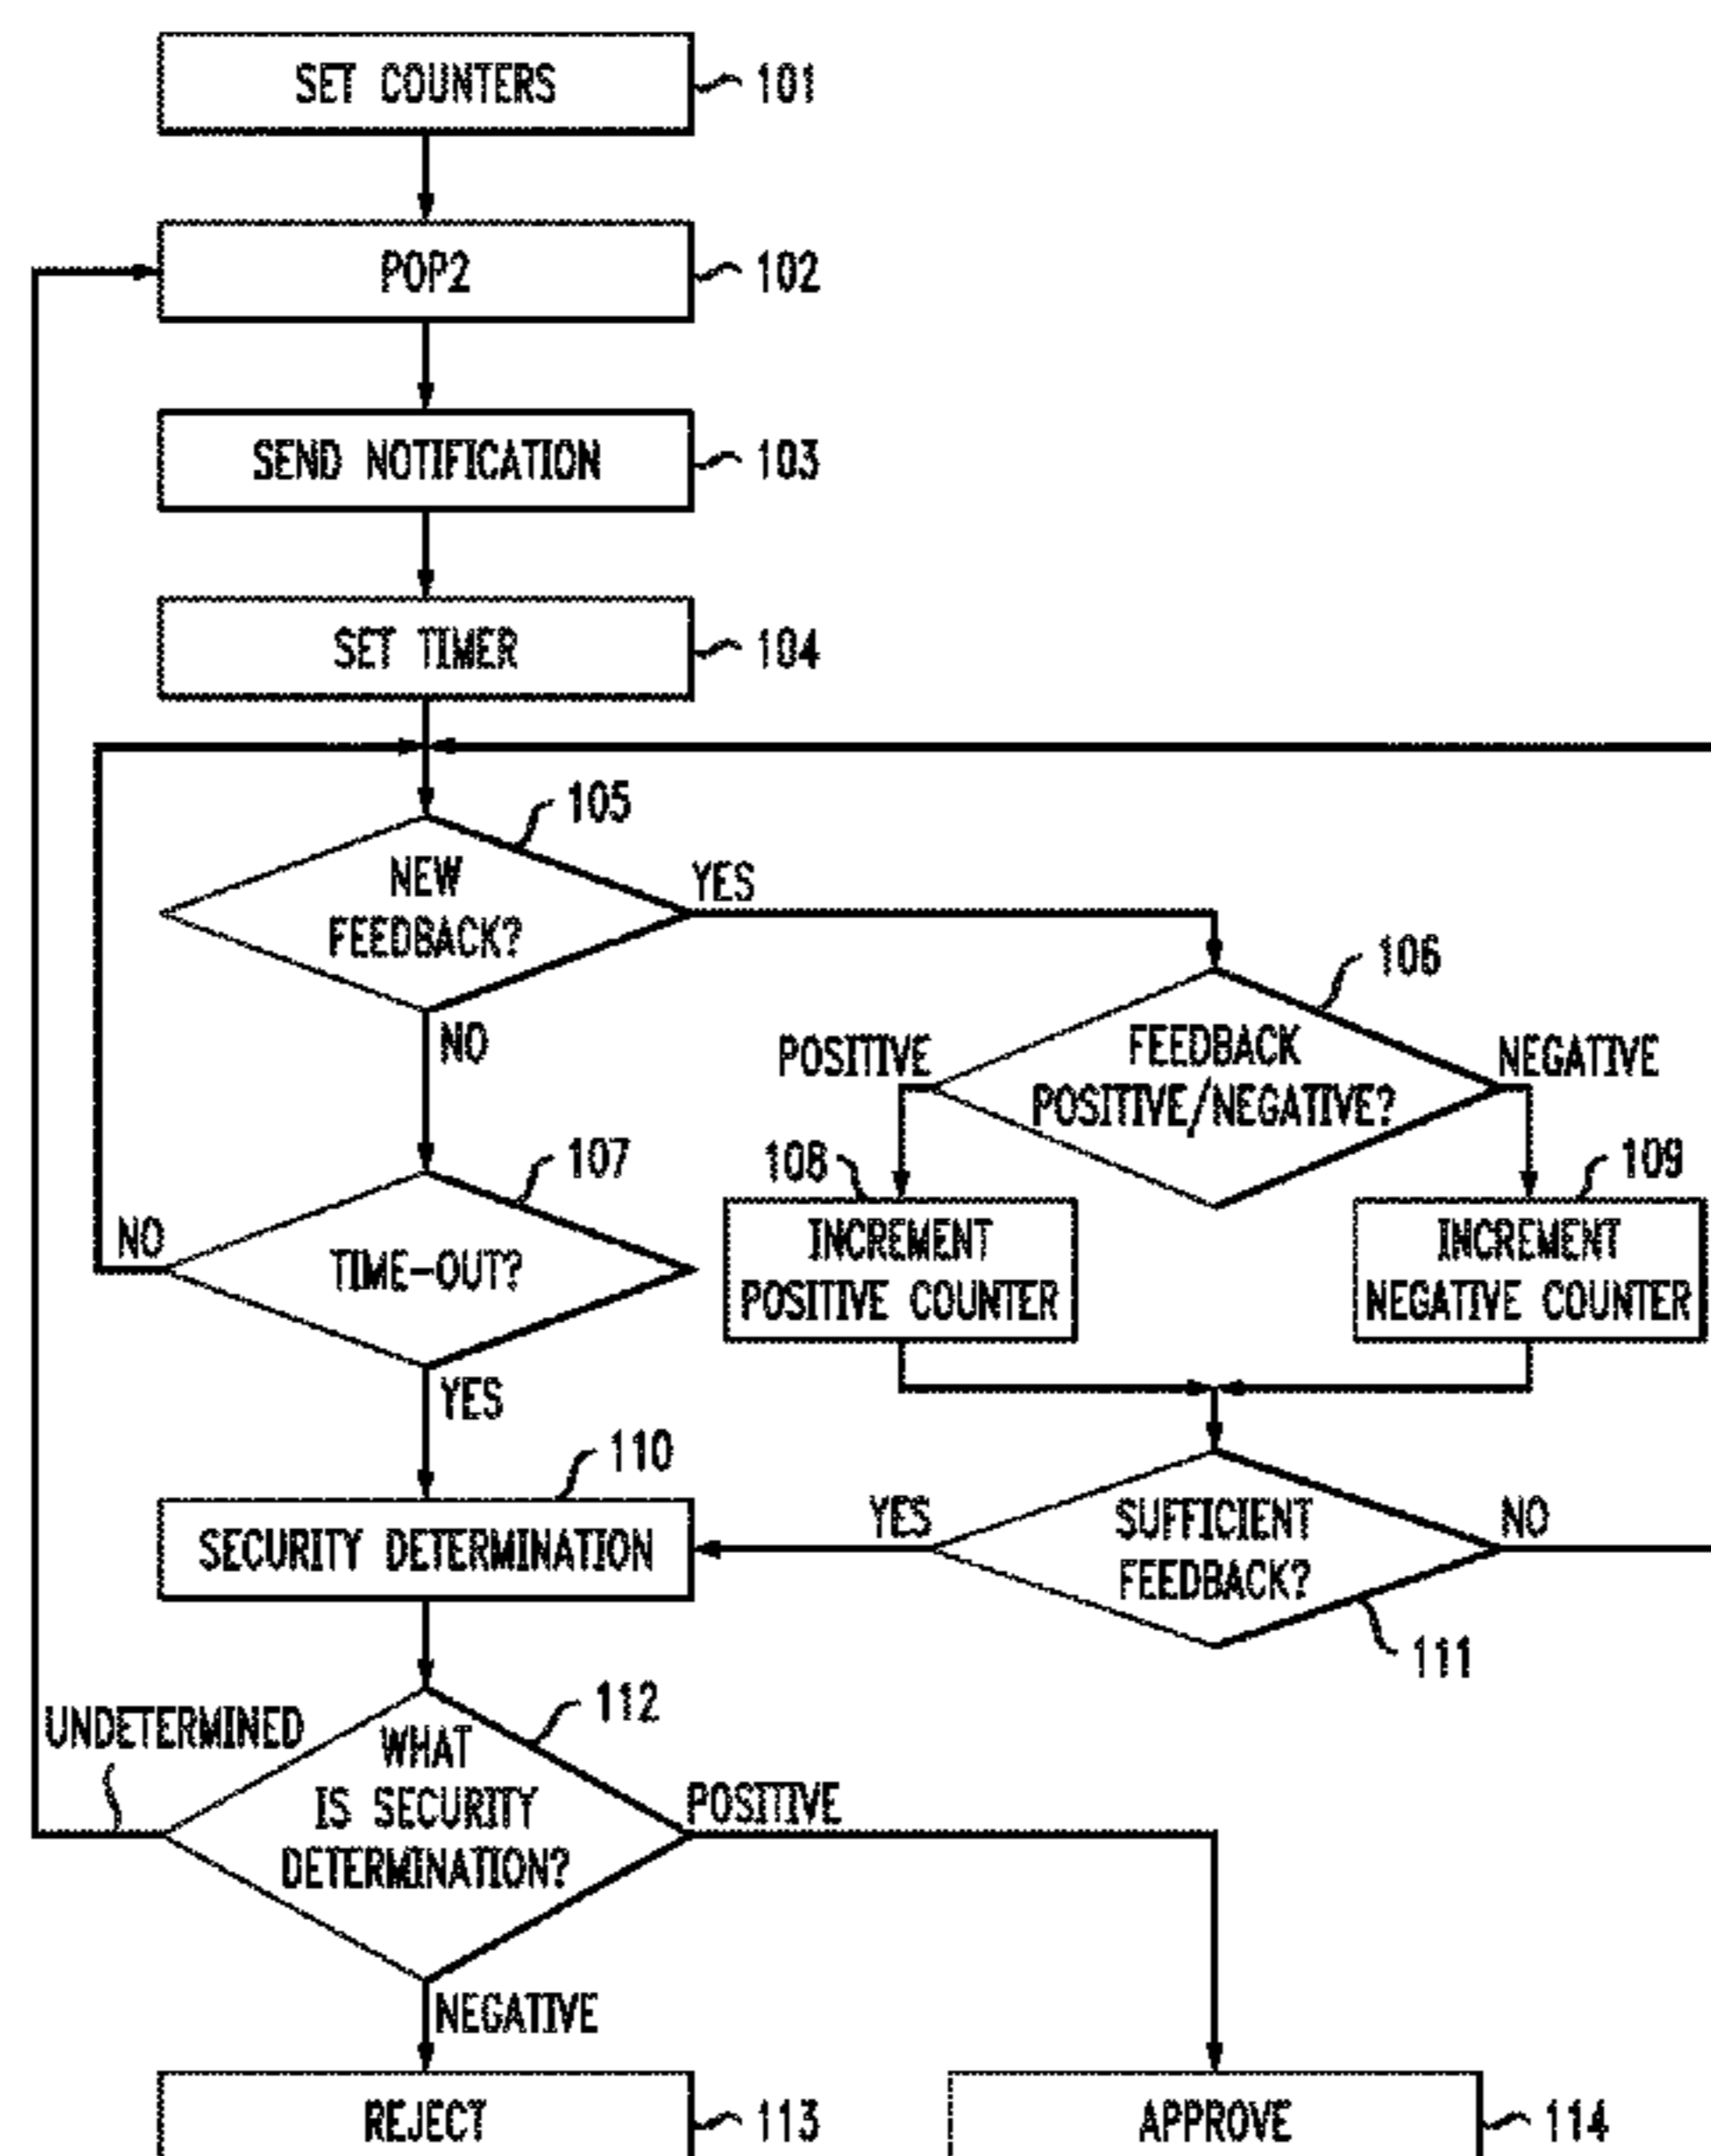 SET COUNTERS
101
POP2
102
SEND NOTIFICATION
103
SET TIMER
104
105
NEW
FEEDBACK?
YES
NO
106
FEEDBACK
POSITIVE/NEGATIVE?
POSITIVE
NEGATIVE
107
TIME-OUT?
NO
YES
108
INCREMENT
POSITIVE COUNTER
109
INCREMENT
NEGATIVE COUNTER
110
SECURITY DETERMINATION
YES
SUFFICIENT
FEEDBACK?
NO
111
112
UNDETERMINED
WHAT
IS SECURITY
DETERMINATION?
POSITIVE
NEGATIVE
REJECT
113
APPROVE
114